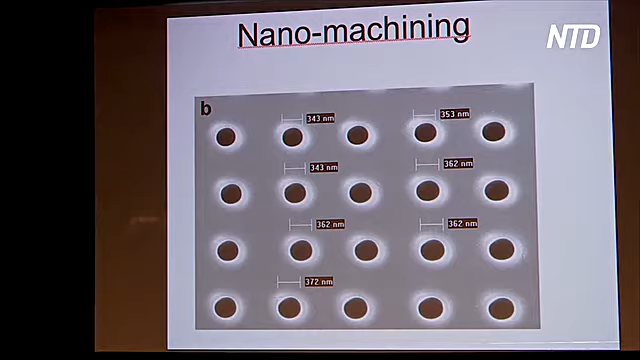 Nano-machining
NTD
b
343 nm
353 nm
343 nm
362 nm
362 nm
362 nm
372 nm